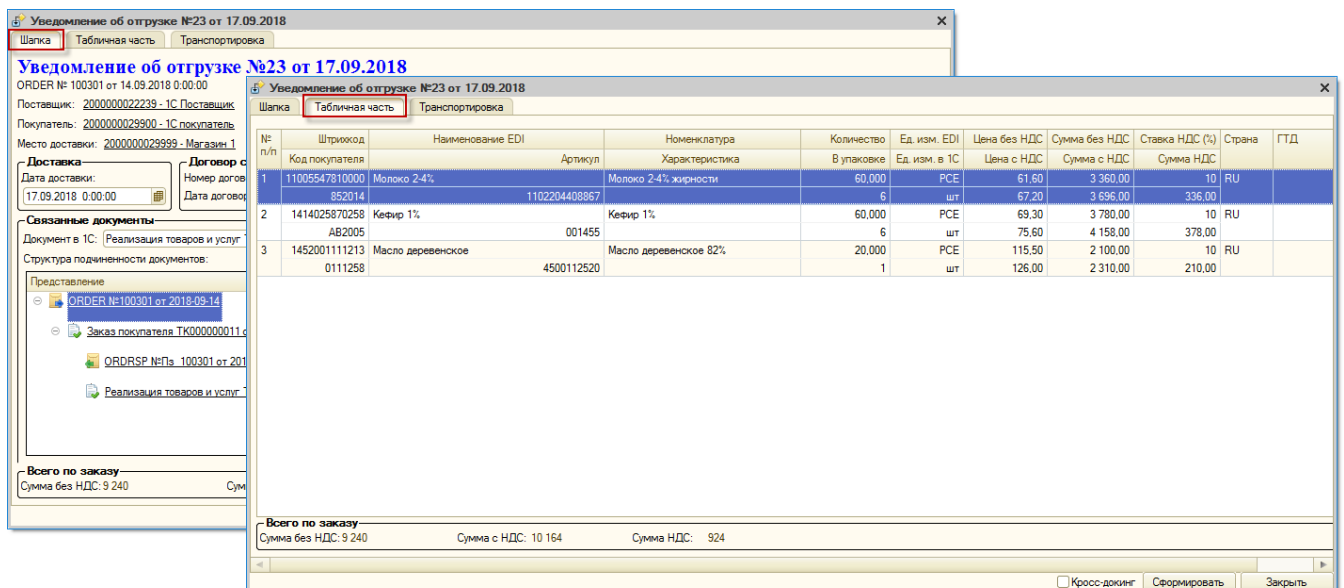 Уведомление об отгрузке №23 от 17.09.2018
Шапка Табличная часть Транспортировка
Уведомление об отгрузке №23 от 17.09.2018
ORDER № 100301 от 14.09.2018 0:00:00
Поставщик: 2000000022239 - 1С Поставщик
Покупатель: 2000000029900 - 1С покупатель
Место доставки: 2000000029999 - Магазин 1
Доставка Договор с
Дата доставки: Номер догов
17.09.2018 0:00:00 Дата договор
Связанные документы
Документ в 1С: Реализация товаров и услуг
Структура подчиненности документов:
Представление
ORDER №100301 от 2018-09-14
Заказ покупателя ТК000000011
ORDRSP №Пз_100301 от 201
Реализация товаров и услуг
Всего по заказу
Сумма без НДС: 9 240 Сум
Уведомление об отгрузке №23 от 17.09.2018
Шапка Табличная часть Транспортировка
№ п/п Штрихкод Наименование EDI Номенклатура Количество Ед. изм. EDI Цена без НДС Сумма без НДС Ставка НДС (%) Страна ГТД
Код покупателя Артикул Характеристика В упаковке Ед. изм. в 1С Цена с НДС Сумма с НДС Сумма НДС
1 11005547810000 Молоко 2-4% Молоко 2-4% жирности 60,000 PCE 61,60 3 360,00 10 RU
852014 1102204408867 6 шт 67,20 3 696,00 336,00
2 1414025870258 Кефир 1% Кефир 1% 60,000 PCE 69,30 3 780,00 10 RU
AB2005 001455 6 шт 75,60 4 158,00 378,00
3 1452001111213 Масло деревенское Масло деревенское 82% 20,000 PCE 115,50 2 100,00 10 RU
0111258 4500112520 1 шт 126,00 2 310,00 210,00
Всего по заказу
Сумма без НДС: 9 240 Сумма с НДС: 10 164 Сумма НДС: 924
Кросс-докинг Сформировать Закрыть